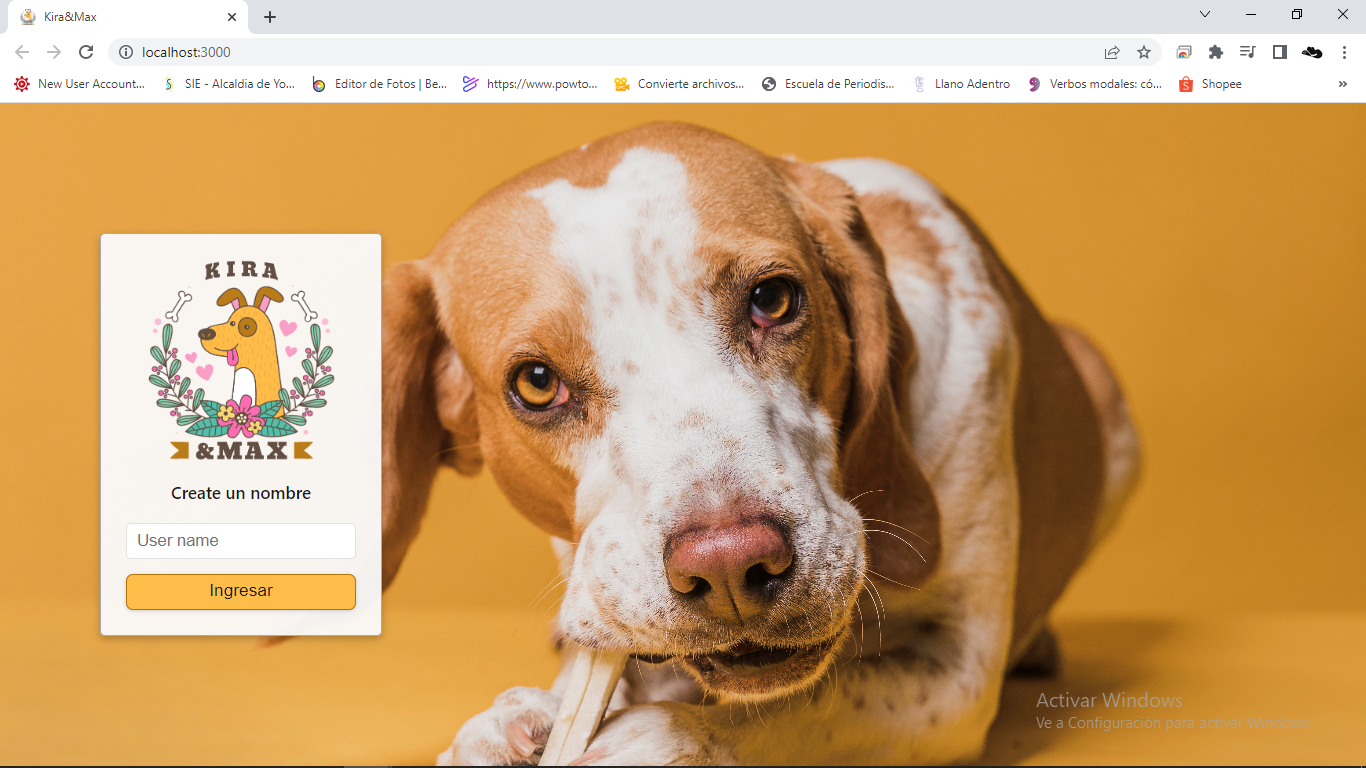 Kira&Max
localhost:3000
New User Account...
SIE - Alcaldia de Yo...
Editor de Fotos | Be...
https://www.powto...
Convierte archivos...
Escuela de Periodis...
Llano Adentro
Verbos modales: có...
Shopee
»
KIRA
&MAX
Create un nombre
User name
Ingresar
Activar Windows
Ve a Configuración para activar Windows.